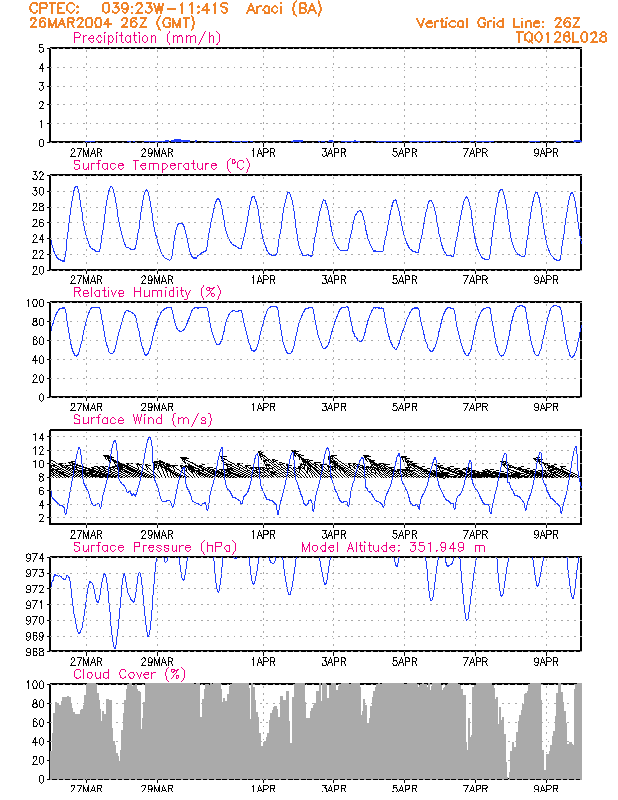 CPTEC: 039:23W-11:41S Araci (BA)
26MAR2004 26Z (GMT) Vertical Grid Line: 26Z
Precipitation (mm/h) TQ0126L028
5
4
3
2
1
0
27MAR 29MAR 1APR 3APR 5APR 7APR 9APR
Surface Temperature (°C)
32
30
28
26
24
22
20
27MAR 29MAR 1APR 3APR 5APR 7APR 9APR
Relative Humidity (%)
100
80
60
40
20
0
27MAR 29MAR 1APR 3APR 5APR 7APR 9APR
Surface Wind (m/s)
14
12
10
8
6
4
2
27MAR 29MAR 1APR 3APR 5APR 7APR 9APR
Surface Pressure (hPa) Model Altitude: 351.949 m
974
973
972
971
970
969
968
27MAR 29MAR 1APR 3APR 5APR 7APR 9APR
Cloud Cover (%)
100
80
60
40
20
0
27MAR 29MAR 1APR 3APR 5APR 7APR 9APR